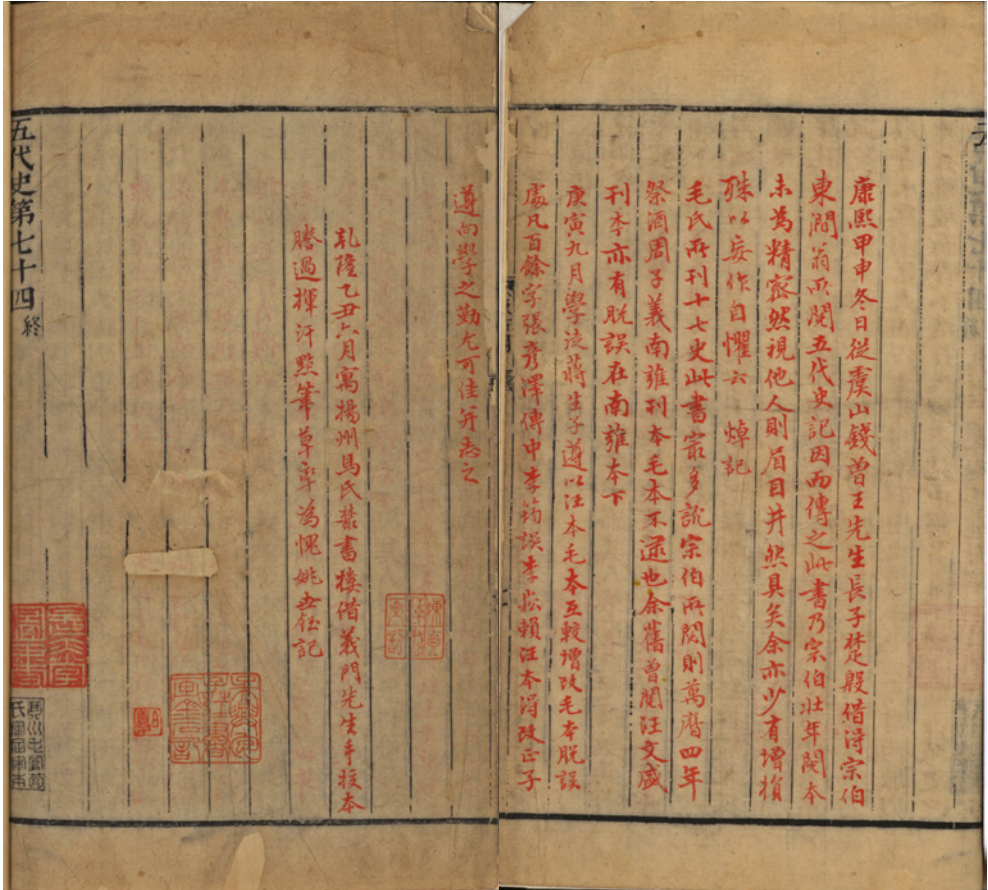 康熙甲申冬日從虞山錢曾王先生長子楚殷借得宗伯
東澗翁所閱五代史記因而傳之此書乃宗伯壯年閱本
未為精密然視他人則眉目井然具矣余亦少有增損
殊以妄作自懼云 焯記
毛氏所刊十七史此書寂多訛宗伯所閱則萬曆四年
祭酒周子義南雍刊本毛本不逮也余舊曾閱汪文盛
刊本亦有脫誤在南雍本下
庚寅九月學徒蔣生子遵以汪本毛本互較增改毛本脫誤
處凡百餘字張彥澤傳中李筠誤李崧賴汪本得改正子
遵向學之勤尤可佳并志之
乹隆乙丑六月寓揚州馬氏叢書樓借義門先生手校本
謄過揮汗點筆草率為愧姚世鈺記
五代史第七十四 終